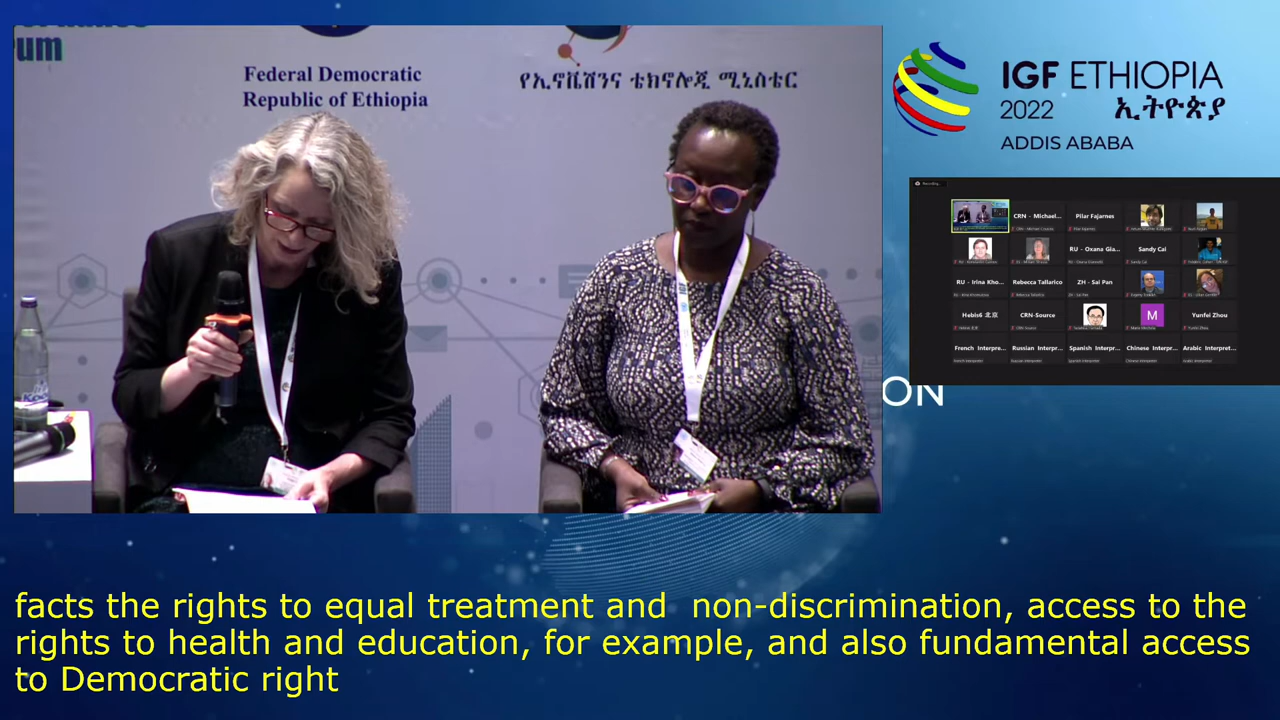 um
Federal Democratic
Republic of Ethiopia
የኢኖቬሽንና ቴክኖሎጂ ሚኒስቴር
IGF ETHIOPIA
2022 ኢትዮጵያ
ADDIS ABABA
Recording...
CRN - Michael...
Pilar Fajarnes
RU - Oxana Gia...
Sandy Cai
RU - Irina Kho...
Rebecca Tallarico
ZH - Sai Pan
Hebis6 北京
CRN-Source
M
Yunfei Zhou
French Interpre...
Russian Interpr...
Spanish Interpr...
Chinese Interpr...
Arabic Interpret...
ON
facts the rights to equal treatment and non-discrimination, access to the
rights to health and education, for example, and also fundamental access
to Democratic right